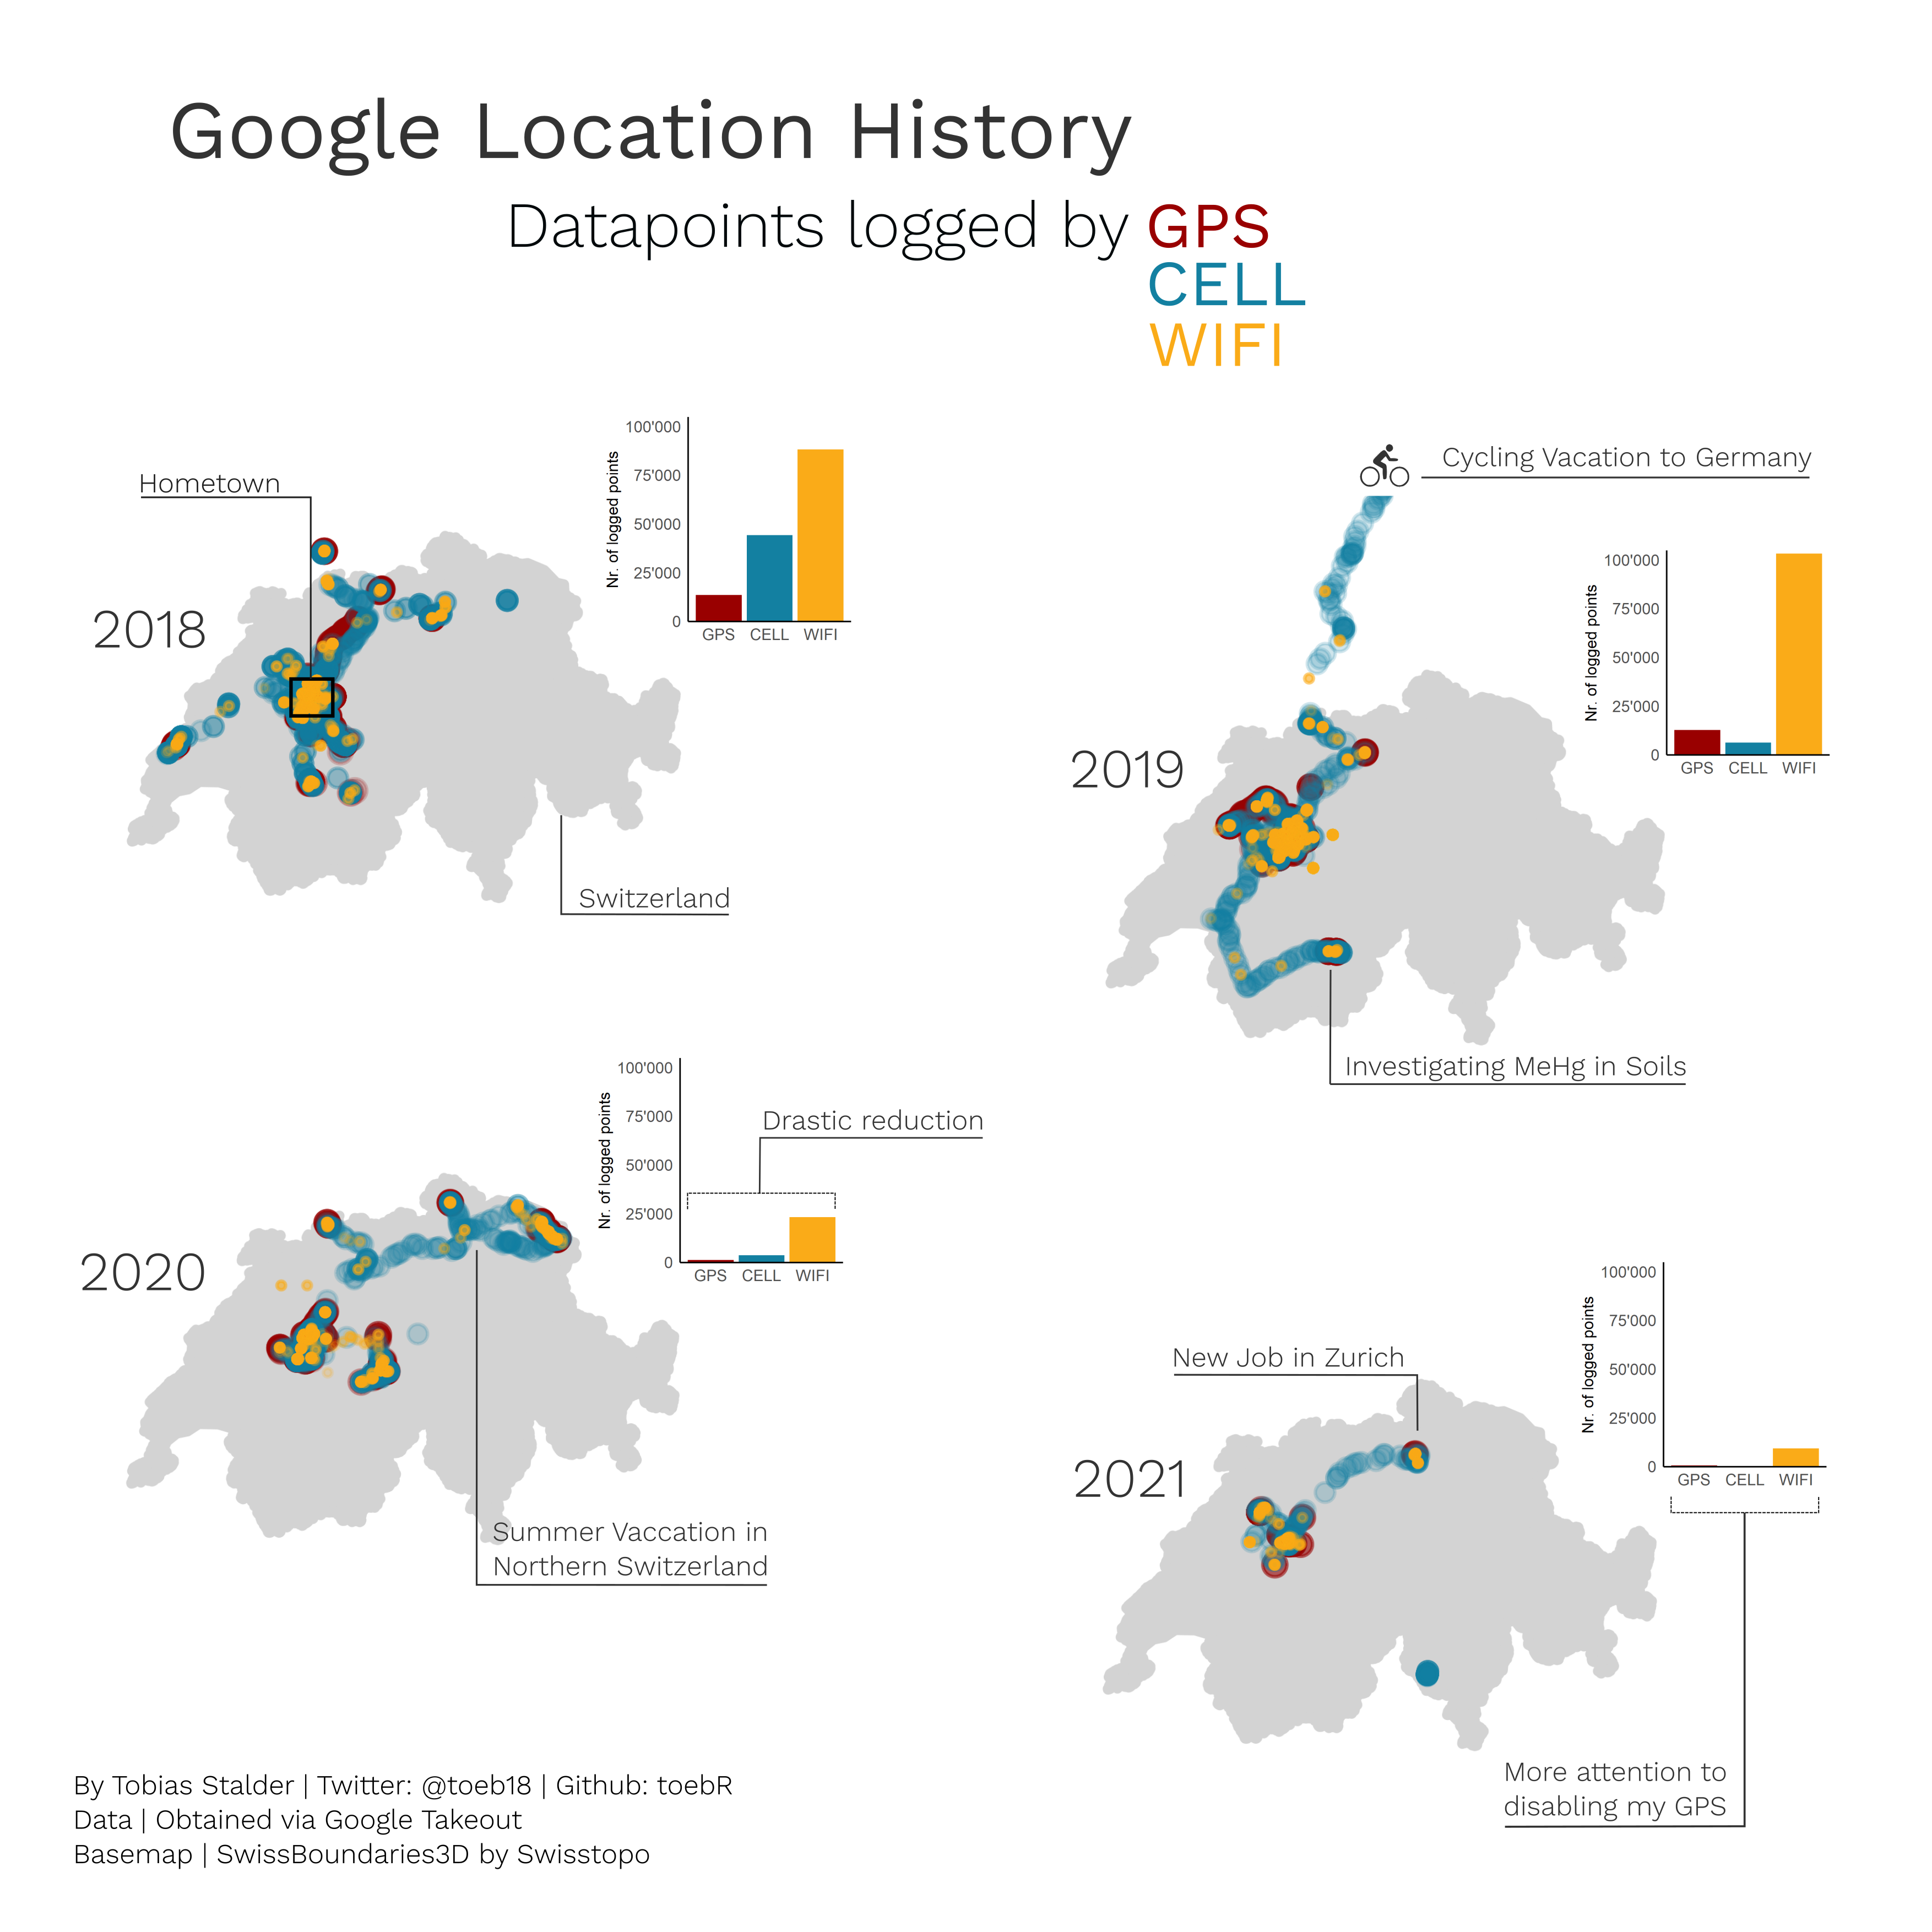 Google Location History
Datapoints logged by GPS
CELL
WIFI
Hometown
2018
Switzerland
Nr. of logged points
100'000
75'000
50'000
25'000
0
GPS CELL WIFI
Cycling Vacation to Germany
2019
Investigating MeHg in Soils
Nr. of logged points
100'000
75'000
50'000
25'000
0
GPS CELL WIFI
2020
Drastic reduction
Nr. of logged points
100'000
75'000
50'000
25'000
0
GPS CELL WIFI
Summer Vaccation in
Northern Switzerland
New Job in Zurich
2021
Nr. of logged points
100'000
75'000
50'000
25'000
0
GPS CELL WIFI
More attention to
disabling my GPS
By Tobias Stalder | Twitter: @toeb18 | Github: toebR
Data | Obtained via Google Takeout
Basemap | SwissBoundaries3D by Swisstopo